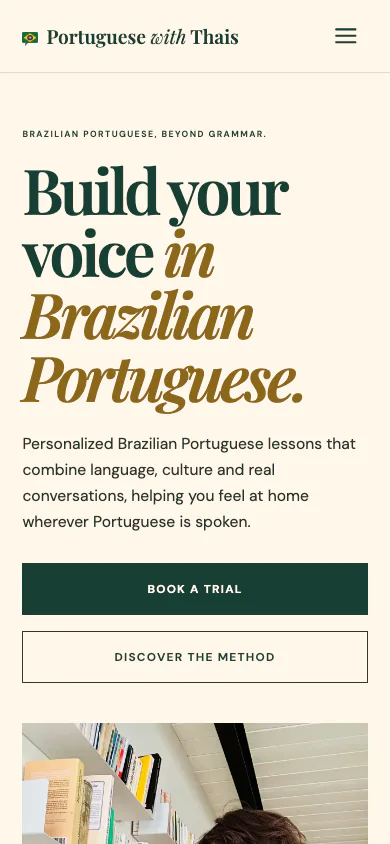 Portuguese with Thais
BRAZILIAN PORTUGUESE, BEYOND GRAMMAR.
Build your
voice in
Brazilian
Portuguese.
Personalized Brazilian Portuguese lessons that
combine language, culture and real
conversations, helping you feel at home
wherever Portuguese is spoken.
BOOK A TRIAL
DISCOVER THE METHOD